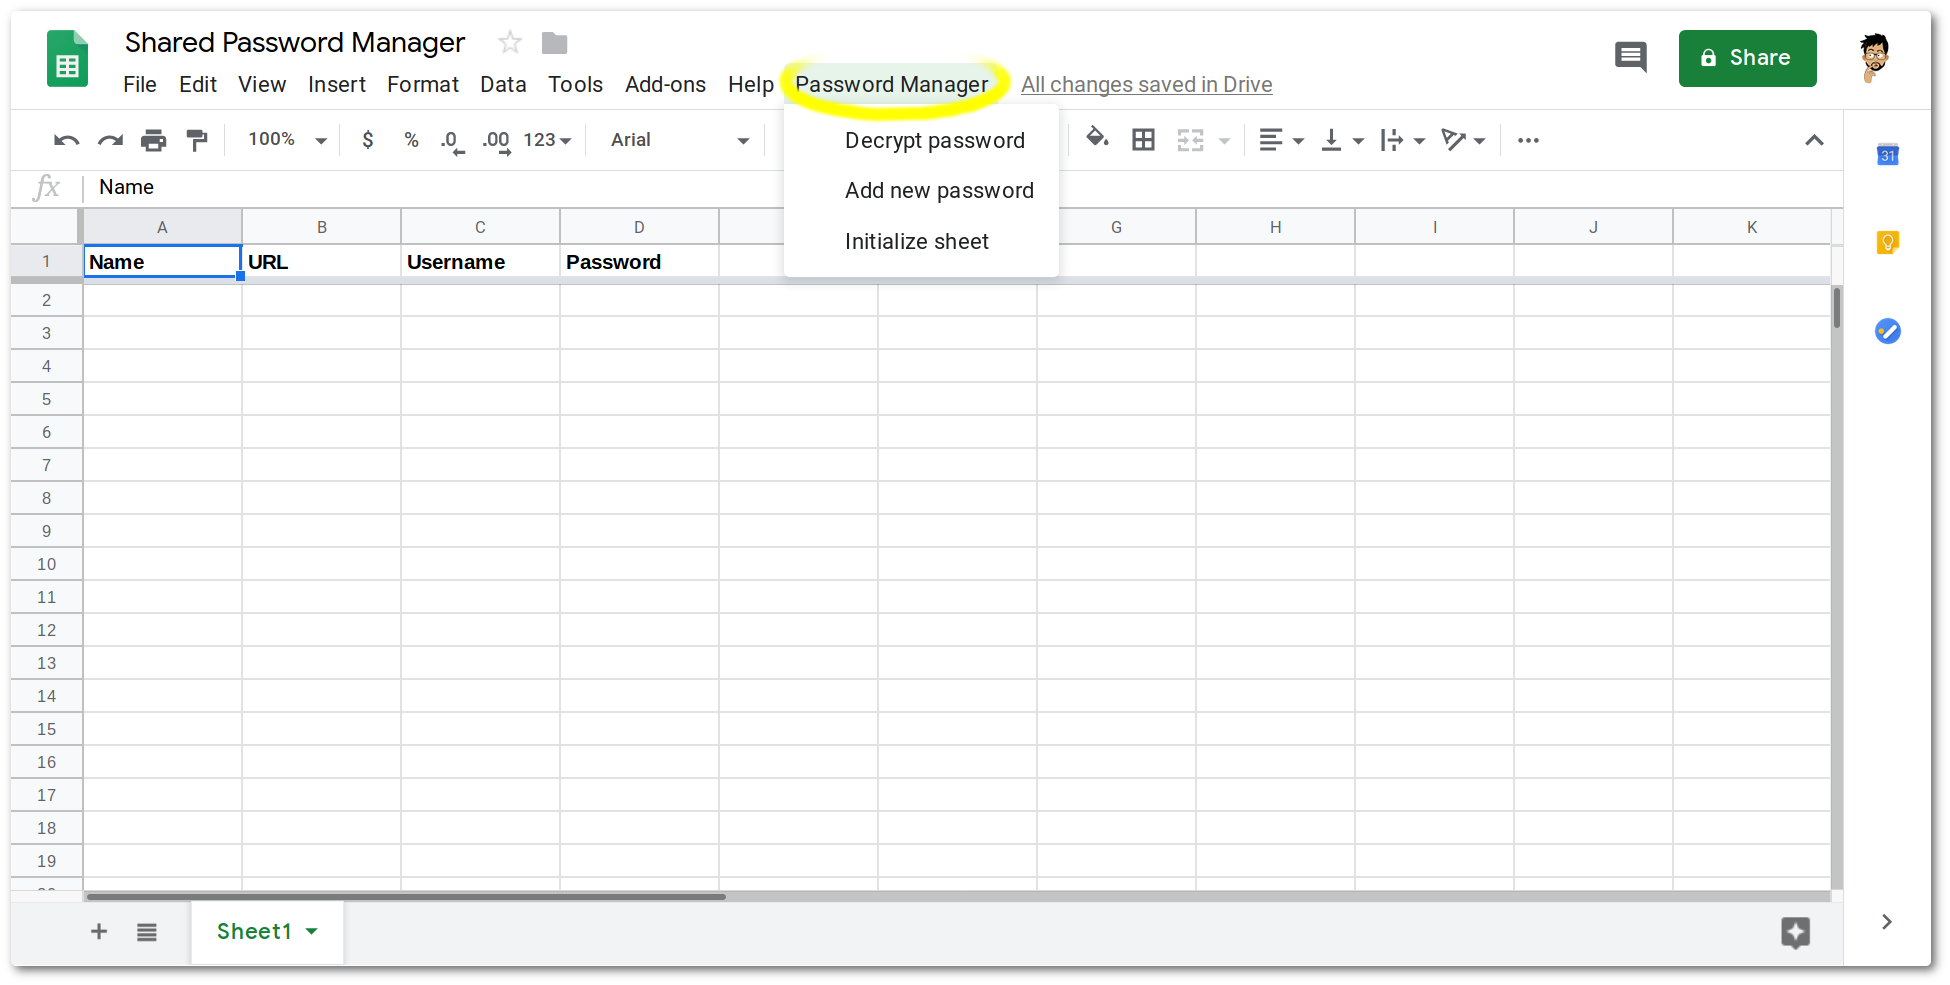 Shared Password Manager
File Edit View Insert Format Data Tools Add-ons Help Password Manager All changes saved in Drive
Share
100% $ % .0 .00 123 Arial
Decrypt password
Add new password
Initialize sheet
31
fx Name
A B C D G H I J K
1 Name URL Username Password
2
3
4
5
6
7
8
9
10
11
12
13
14
15
16
17
18
19
Sheet1